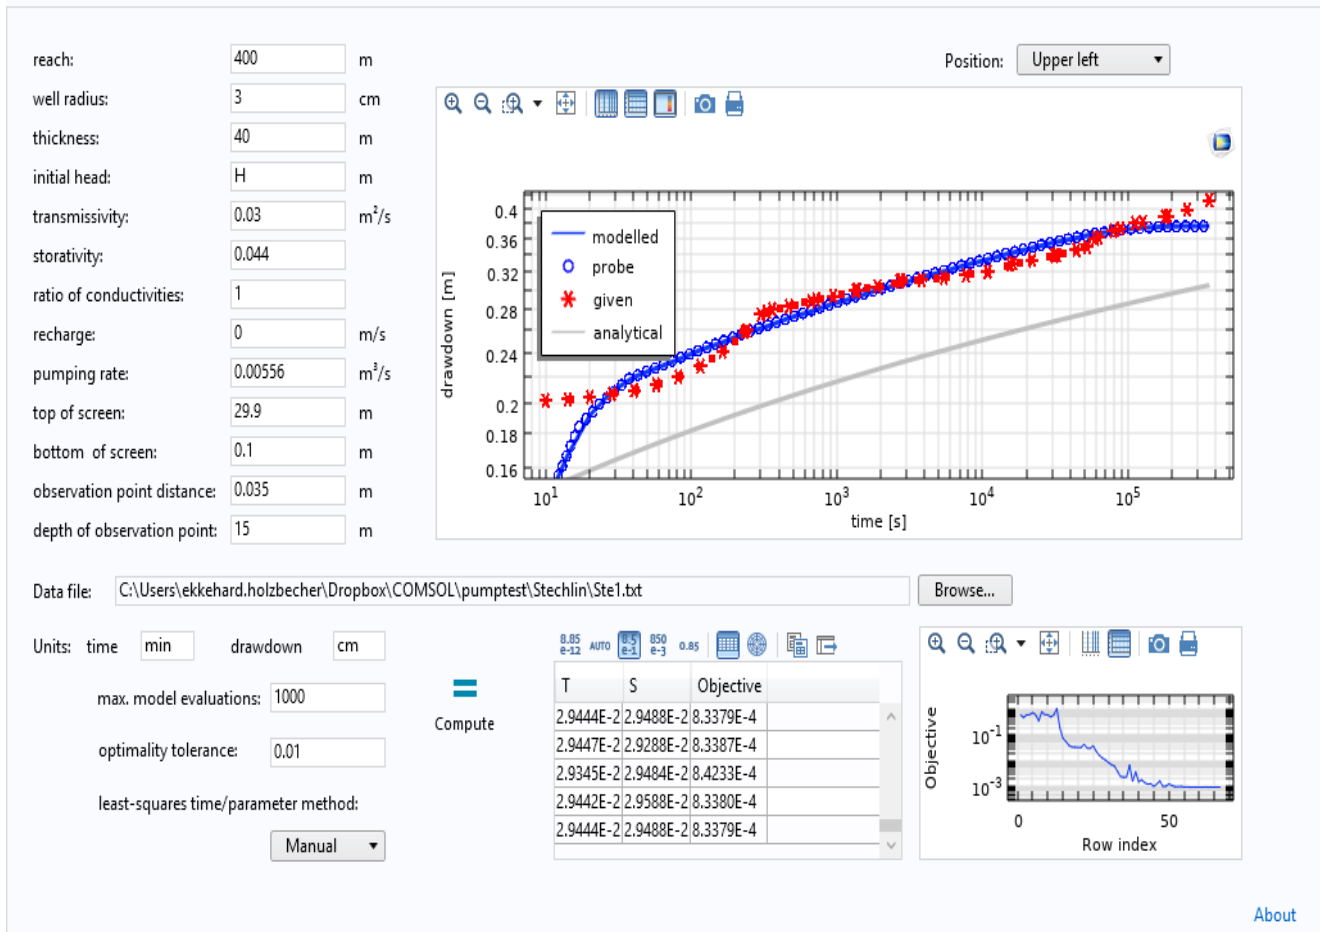 reach: 400 m
Position: Upper left
well radius: 3 cm
thickness: 40 m
initial head: H m
transmissivity: 0.03 m²/s
storativity: 0.044
ratio of conductivities: 1
recharge: 0 m/s
pumping rate: 0.00556 m³/s
top of screen: 29.9 m
bottom of screen: 0.1 m
observation point distance: 0.035 m
depth of observation point: 15 m
drawdown [m]
0.4
0.36
0.32
0.28
0.24
0.2
0.18
0.16
modelled
probe
given
analytical
10¹ 10² 10³ 10⁴ 10⁵
time [s]
Data file: C:\Users\ekkehard.holzbecher\Dropbox\COMSOL\pumptest\Stechlin\Ste1.txt Browse...
Units: time min drawdown cm
max. model evaluations: 1000
optimality tolerance: 0.01
least-squares time/parameter method:
Manual
Compute
8.85 e-12 AUTO 8.5 e-1 850 e-3 0.85
T S Objective
2.9444E-2 2.9488E-2 8.3379E-4
2.9447E-2 2.9288E-2 8.3387E-4
2.9345E-2 2.9484E-2 8.4233E-4
2.9442E-2 2.9588E-2 8.3380E-4
2.9444E-2 2.9488E-2 8.3379E-4
Objective
10⁻¹
10⁻³
0 50
Row index
About